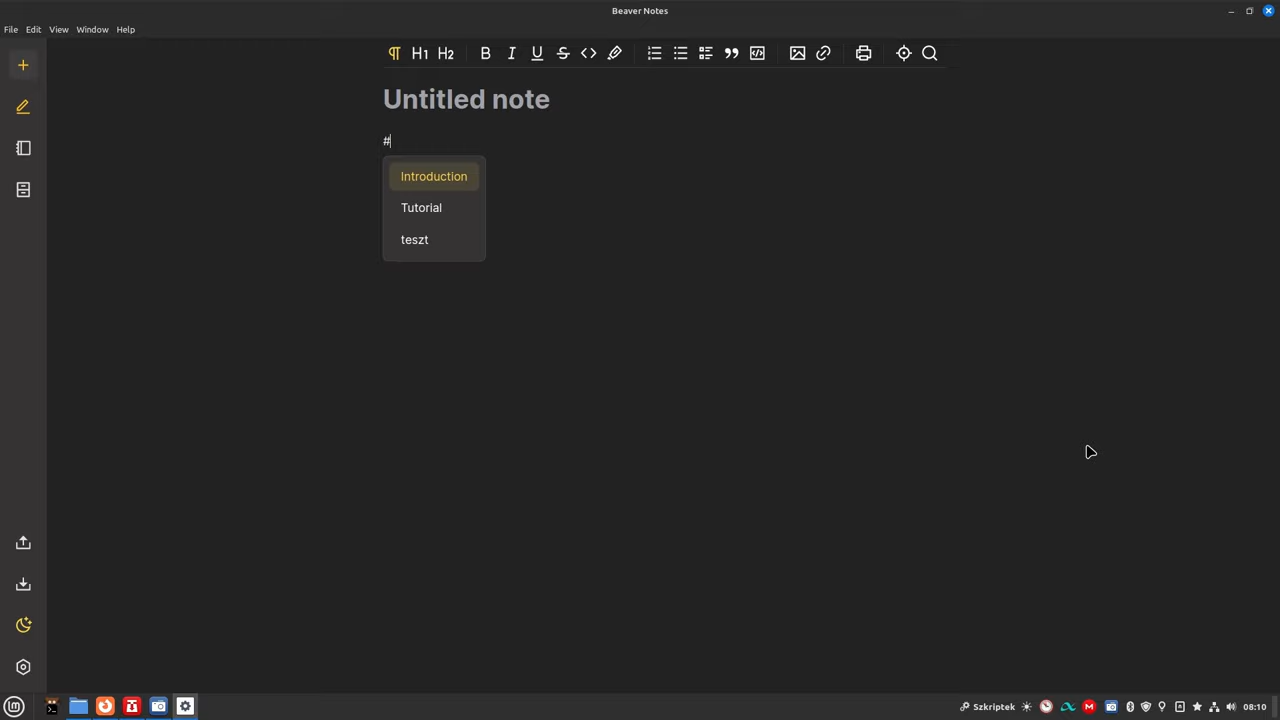 Beaver Notes
File Edit View Window Help
H1 H2 B I U S
Untitled note
#
Introduction
Tutorial
teszt
Szkriptek 08:10